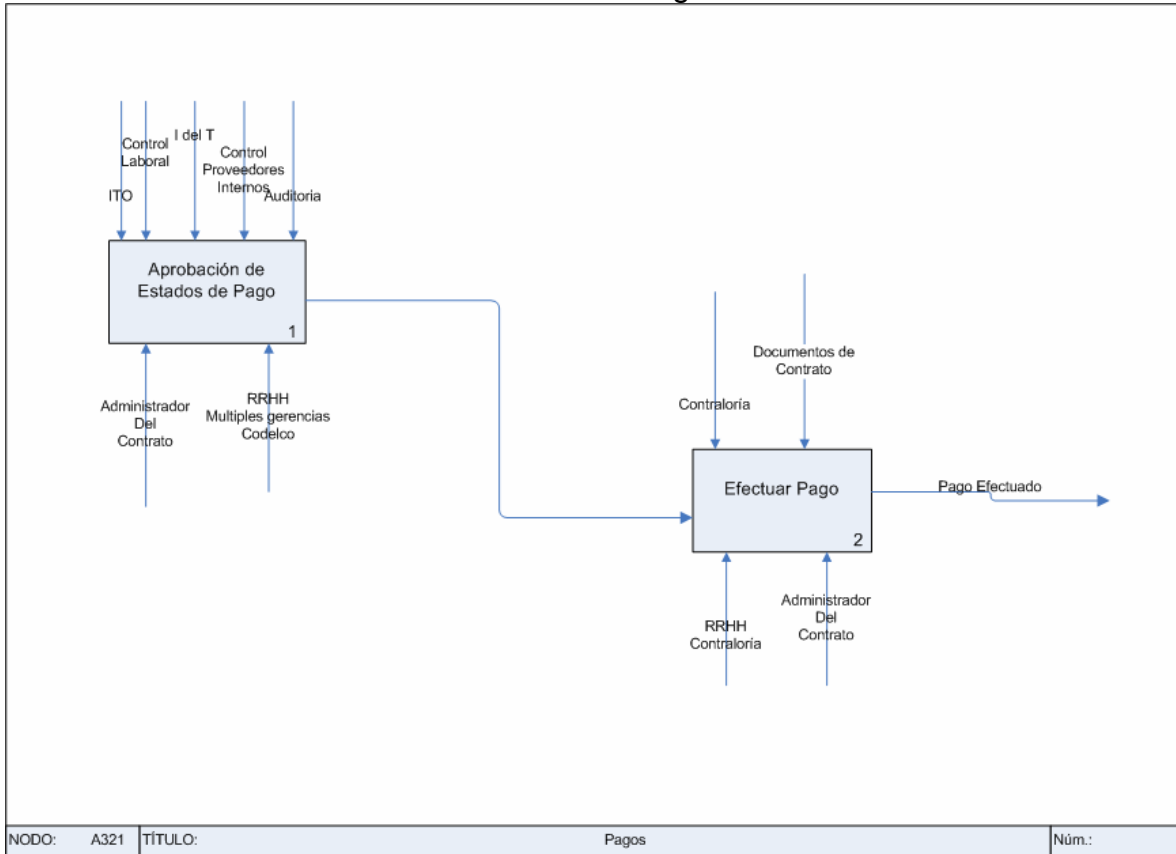 Control
Laboral
I del T
Control
Proveedores
Internos
ITO
Auditoria
Aprobación de
Estados de Pago
1
Administrador
Del
Contrato
RRHH
Multiples gerencias
Codelco
Contraloría
Documentos de
Contrato
Efectuar Pago
2
Pago Efectuado
RRHH
Contraloría
Administrador
Del
Contrato
NODO: A321 TÍTULO: Pagos Núm.: